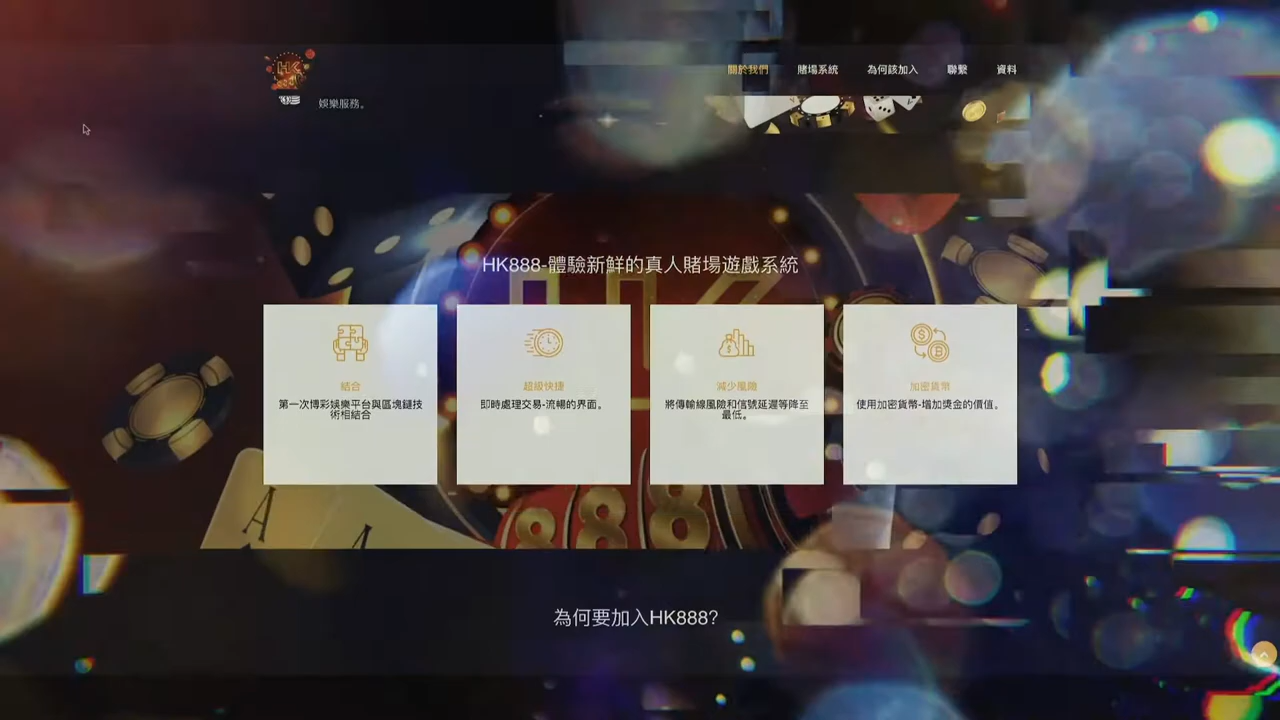 HK
關於我們
賭場系統
為何該加入
聯繫
資料
娛樂服務。
HK888-體驗新鮮的真人賭場遊戲系統
結合
第一次博彩娛樂平台與區塊鏈技
術相結合
超級快捷
即時處理交易-流暢的界面。
減少風險
將傳輸線風險和信號延遲等降至
最低。
使用加密貨幣
加密貨幣-增加獎金的價值。
A
A
888
為何要加入HK888?